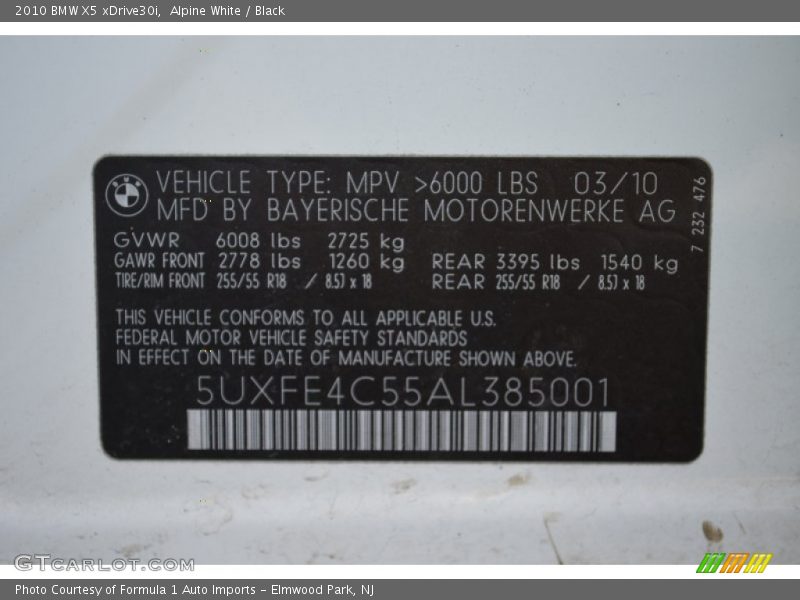 2010 BMW X5 xDrive30i, Alpine White / Black
BMW
VEHICLE TYPE: MPV >6000 LBS 03/10
MFD BY BAYERISCHE MOTORENWERKE AG
7 232 476
GVWR 6008 lbs 2725 kg
GAWR FRONT 2778 lbs 1260 kg REAR 3395 lbs 1540 kg
TIRE/RIM FRONT 255/55 R18 / 8.5J x 18 REAR 255/55 R18 / 8.5J x 18
THIS VEHICLE CONFORMS TO ALL APPLICABLE U.S.
FEDERAL MOTOR VEHICLE SAFETY STANDARDS
IN EFFECT ON THE DATE OF MANUFACTURE SHOWN ABOVE.
5UXFE4C55AL385001
GTCARLOT.COM
Photo Courtesy of Formula 1 Auto Imports - Elmwood Park, NJ